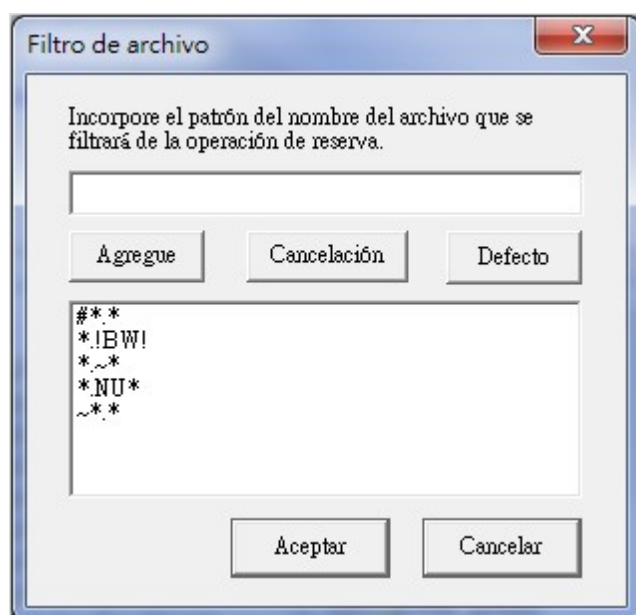 Filtro de archivo
Incorpore el patrón del nombre del archivo que se
filtrará de la operación de reserva.
Agregue Cancelación Defecto
#*.*
*.!BW!
*.~*
*.NU*
~*.*
Aceptar Cancelar